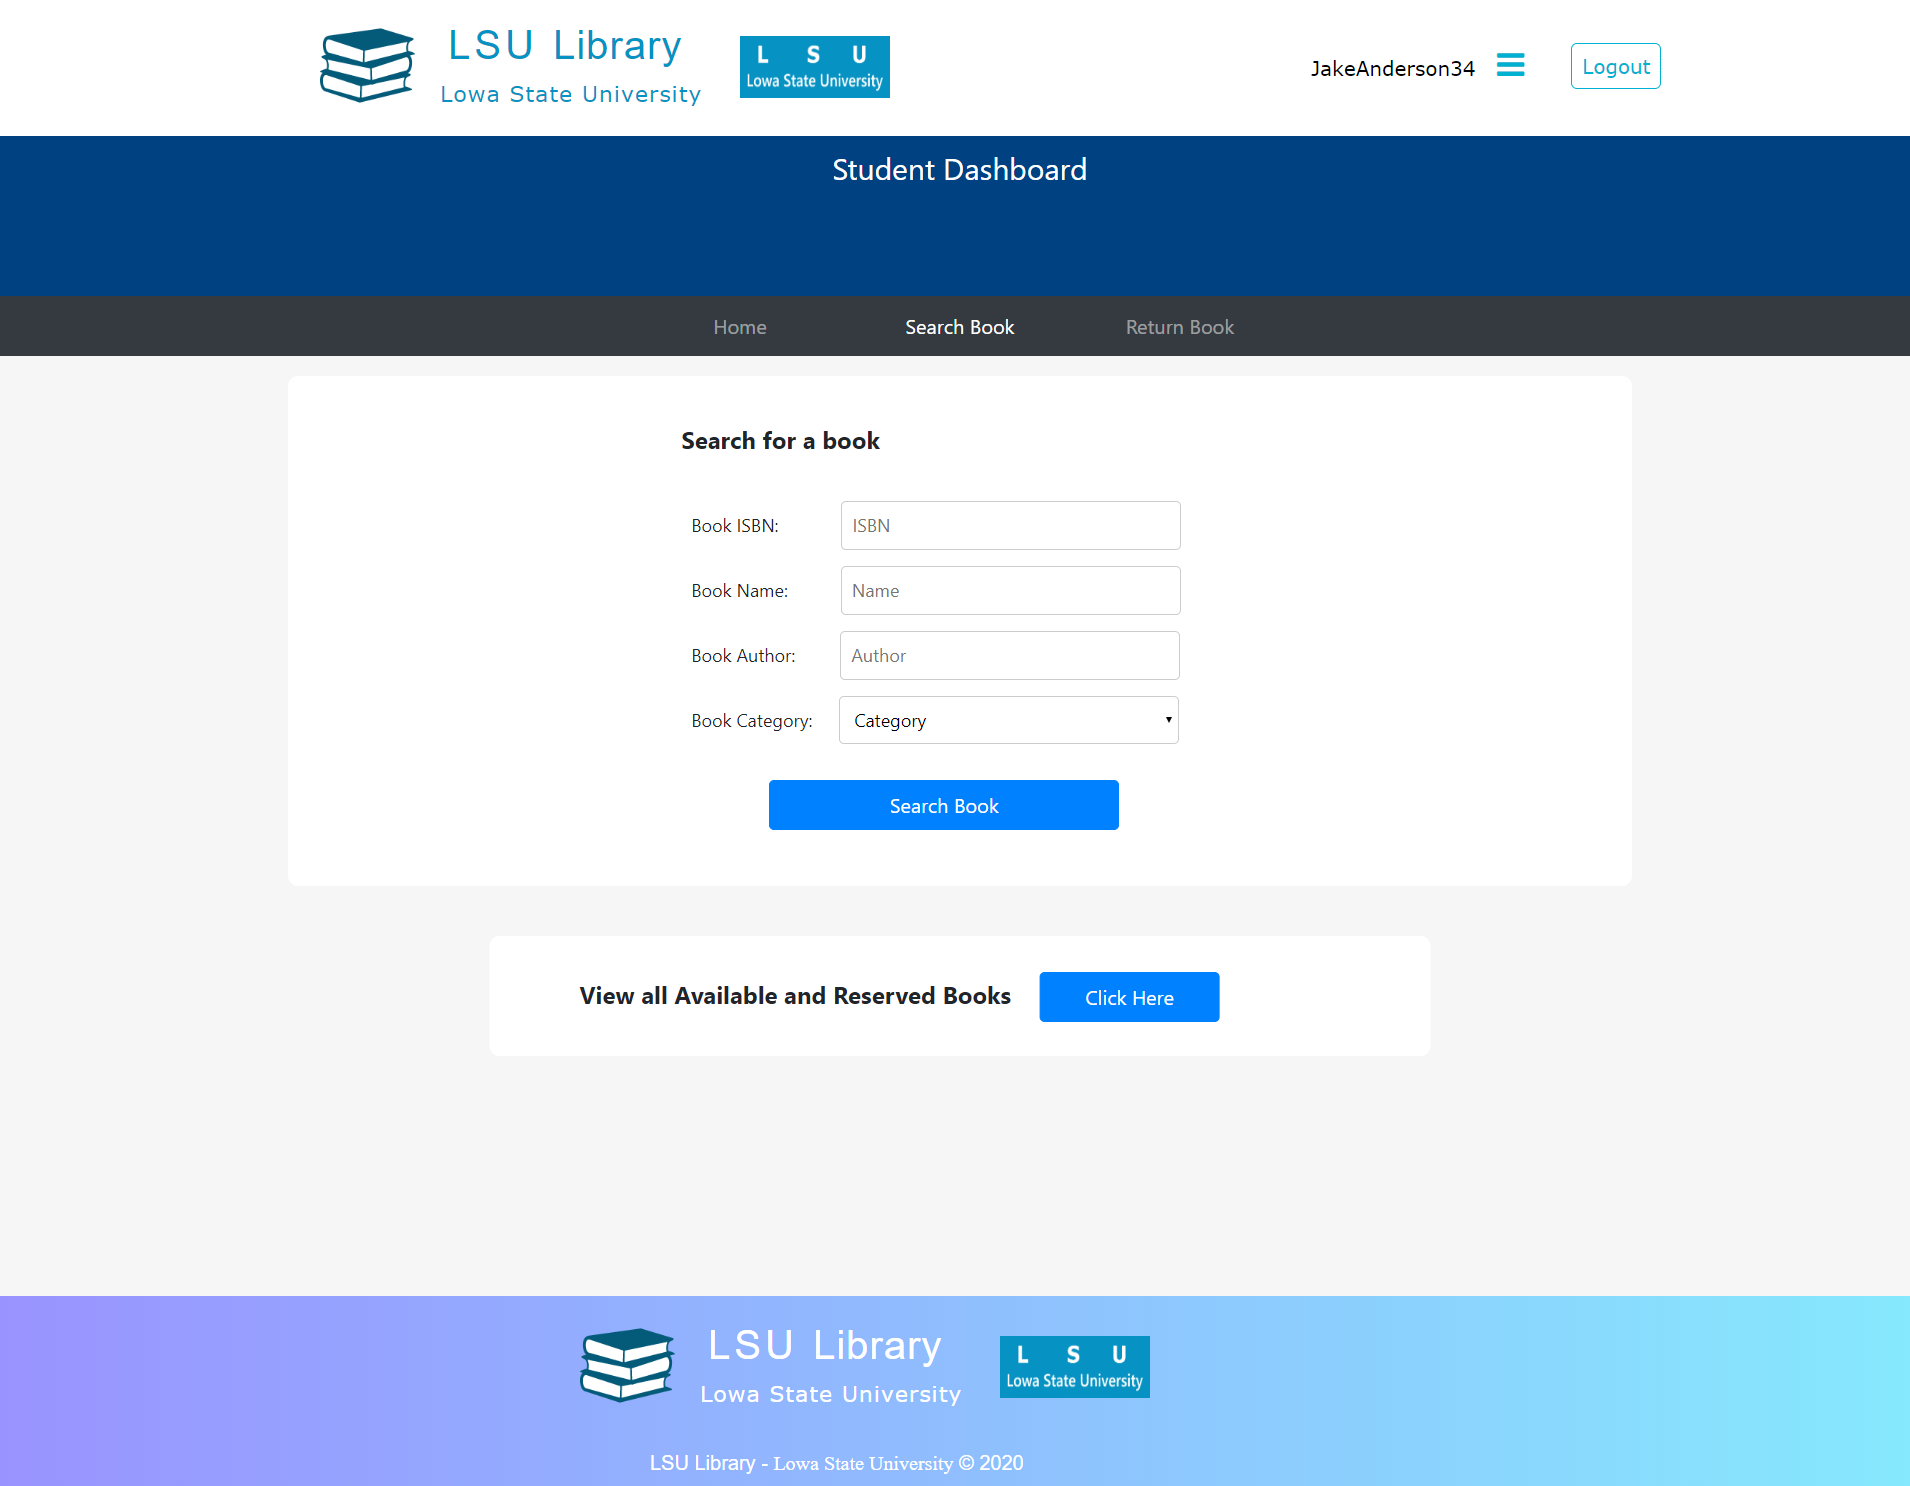 LSU Library
Lowa State University
L S U
Lowa State University
JakeAnderson34
Logout
Student Dashboard
Home
Search Book
Return Book
Search for a book
Book ISBN:
ISBN
Book Name:
Name
Book Author:
Author
Book Category:
Category
Search Book
View all Available and Reserved Books
Click Here
LSU Library
Lowa State University
L S U
Lowa State University
LSU Library - Lowa State University © 2020